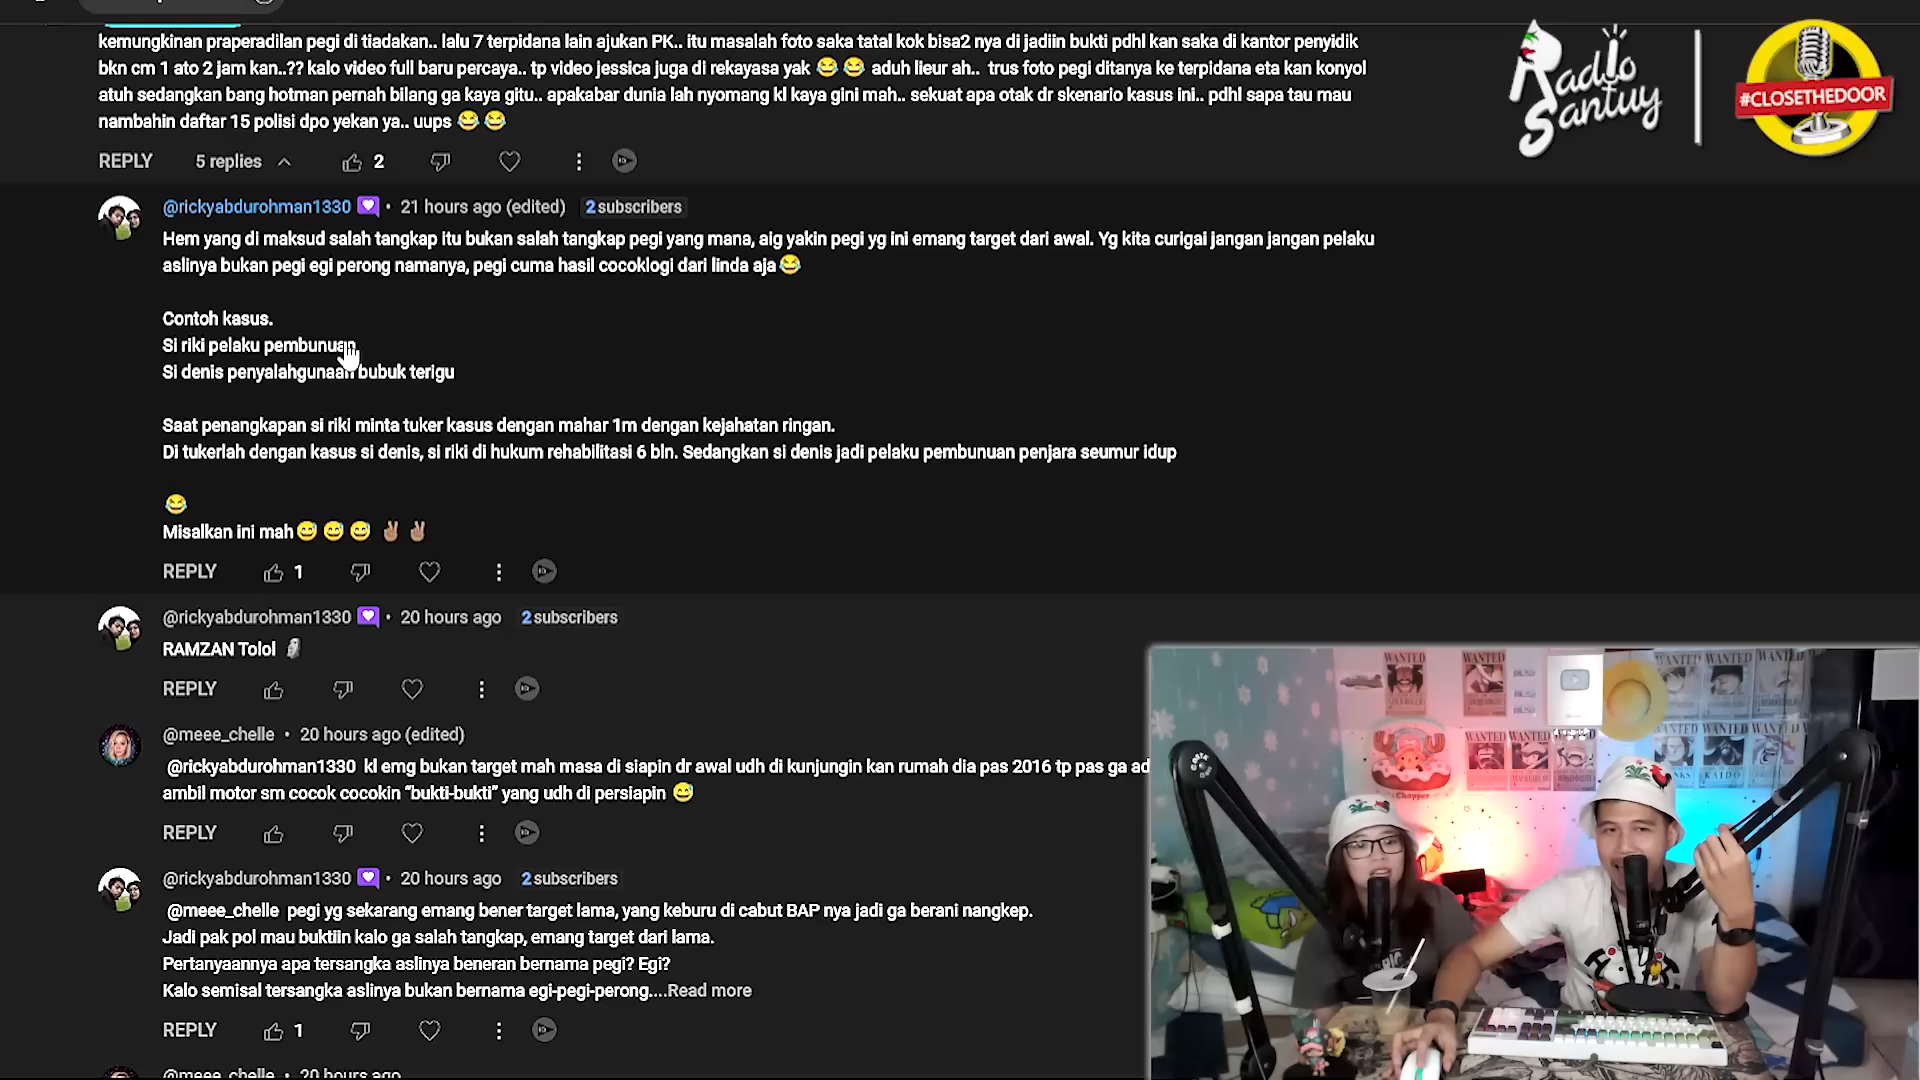 kemungkinan praperadilan pegi di tiadakan.. lalu 7 terpidana lain ajukan PK.. itu masalah foto saka tatal kok bisa2 nya di jadiin bukti pdhl kan saka di kantor penyidik
bkn cm 1 ato 2 jam kan..?? kalo video full baru percaya.. tp video jessica juga di rekayasa yak 😂 😂 aduh lieur ah.. trus foto pegi ditanya ke terpidana eta kan konyol
atuh sedangkan bang hotman pernah bilang ga kaya gitu.. apakabar dunia lah nyomang kl kaya gini mah.. sekuat apa otak dr skenario kasus ini.. pdhl sapa tau mau
nambahin daftar 15 polisi dpo yekan ya.. uups 😂 😂
REPLY 5 replies 2
Radio
Santuy
#CLOSETHEDOOR
@rickyabdurohman1330 • 21 hours ago (edited) 2 subscribers
Hem yang di maksud salah tangkap itu bukan salah tangkap pegi yang mana, aig yakin pegi yg ini emang target dari awal. Yg kita curigai jangan jangan pelaku
aslinya bukan pegi egi perong namanya, pegi cuma hasil cocoklogi dari linda aja 😂
Contoh kasus.
Si riki pelaku pembunuan
Si denis penyalahgunaan bubuk terigu
Saat penangkapan si riki minta tuker kasus dengan mahar 1m dengan kejahatan ringan.
Di tukerlah dengan kasus si denis, si riki di hukum rehabilitasi 6 bln. Sedangkan si denis jadi pelaku pembunuan penjara seumur idup
😂
Misalkan ini mah 😅 😅 😅 ✌🏽 ✌🏽
REPLY 1
@rickyabdurohman1330 • 20 hours ago 2 subscribers
RAMZAN Tolol 🗿
REPLY
@meee_chelle • 20 hours ago (edited)
@rickyabdurohman1330 kl emg bukan target mah masa di siapin dr awal udh di kunjungin kan rumah dia pas 2016 tp pas ga ad
ambil motor sm cocok cocokin “bukti-bukti” yang udh di persiapin 😅
REPLY
@rickyabdurohman1330 • 20 hours ago 2 subscribers
@meee_chelle pegi yg sekarang emang bener target lama, yang keburu di cabut BAP nya jadi ga berani nangkep.
Jadi pak pol mau buktiin kalo ga salah tangkap, emang target dari lama.
Pertanyaannya apa tersangka aslinya beneran bernama pegi? Egi?
Kalo semisal tersangka aslinya bukan bernama egi-pegi-perong....Read more
REPLY 1
@meee_chelle • 20 hours ago
WANTED WANTED WANTED WANTED WANTED
WANTED WANTED WANTED WANTED
KAIDO
Chopper